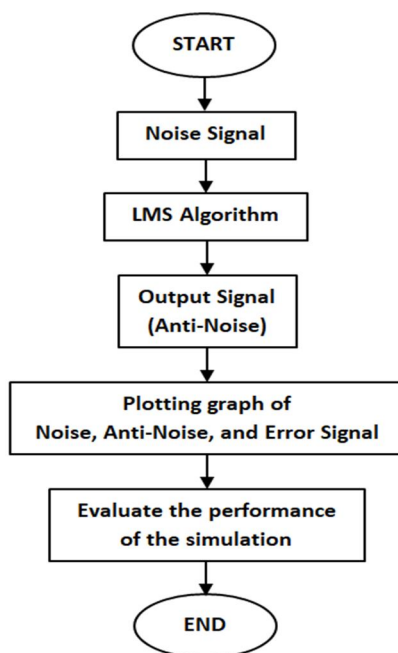 START
Noise Signal
LMS Algorithm
Output Signal
(Anti-Noise)
Plotting graph of
Noise, Anti-Noise, and Error Signal
Evaluate the performance
of the simulation
END